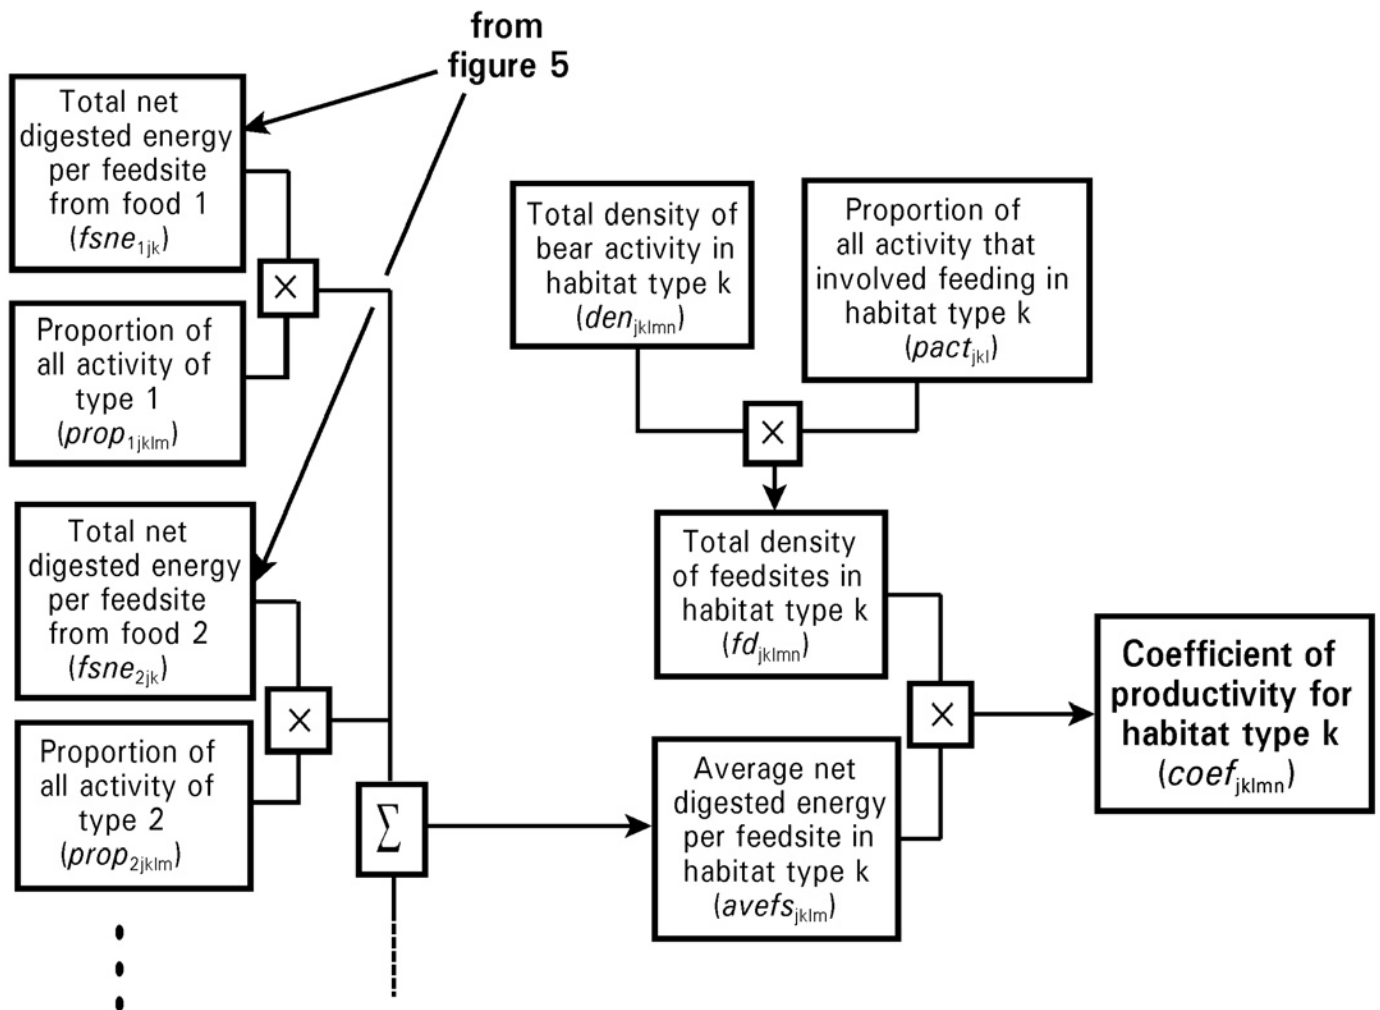 from
figure 5
Total net
digested energy
per feedsite
from food 1
(fsne1jk)
×
Proportion of
all activity of
type 1
(prop1jklm)
Total net
digested energy
per feedsite
from food 2
(fsne2jk)
×
Proportion of
all activity of
type 2
(prop2jklm)
Σ
Total density of
bear activity in
habitat type k
(denjklmn)
Proportion of
all activity that
involved feeding in
habitat type k
(pactjkl)
×
Total density
of feedsites in
habitat type k
(fdjklmn)
Average net
digested energy
per feedsite in
habitat type k
(avefsjklm)
×
Coefficient of
productivity for
habitat type k
(coefjklmn)